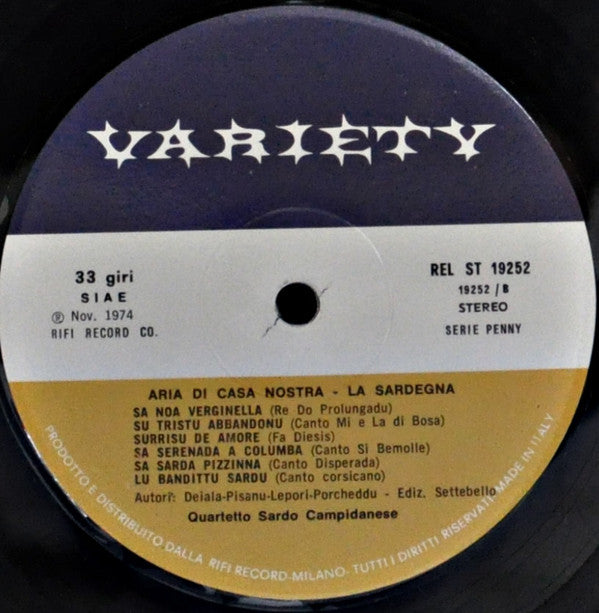 VARIETY
33 giri
SIAE
℗ Nov. 1974
RIFI RECORD CO.
REL ST 19252
19252 / B
STEREO
SERIE PENNY
ARIA DI CASA NOSTRA - LA SARDEGNA
SA NOA VERGINELLA (Re Do Prolungadu)
SU TRISTU ABBANDONU (Canto Mi e La di Bosa)
SURRISU DE AMORE (Fa Diesis)
SA SERENADA A COLUMBA (Canto Si Bemolle)
SA SARDA PIZZINNA (Canto Disperada)
LU BANDITTU SARDU (Canto corsicano)
Autori: Deiala-Pisanu-Lepori-Porcheddu - Ediz. Settebello
Quartetto Sardo Campidanese
PRODOTTO E DISTRIBUITO DALLA RIFI RECORD-MILANO- TUTTI I DIRITTI RISERVATI-MADE IN ITALY